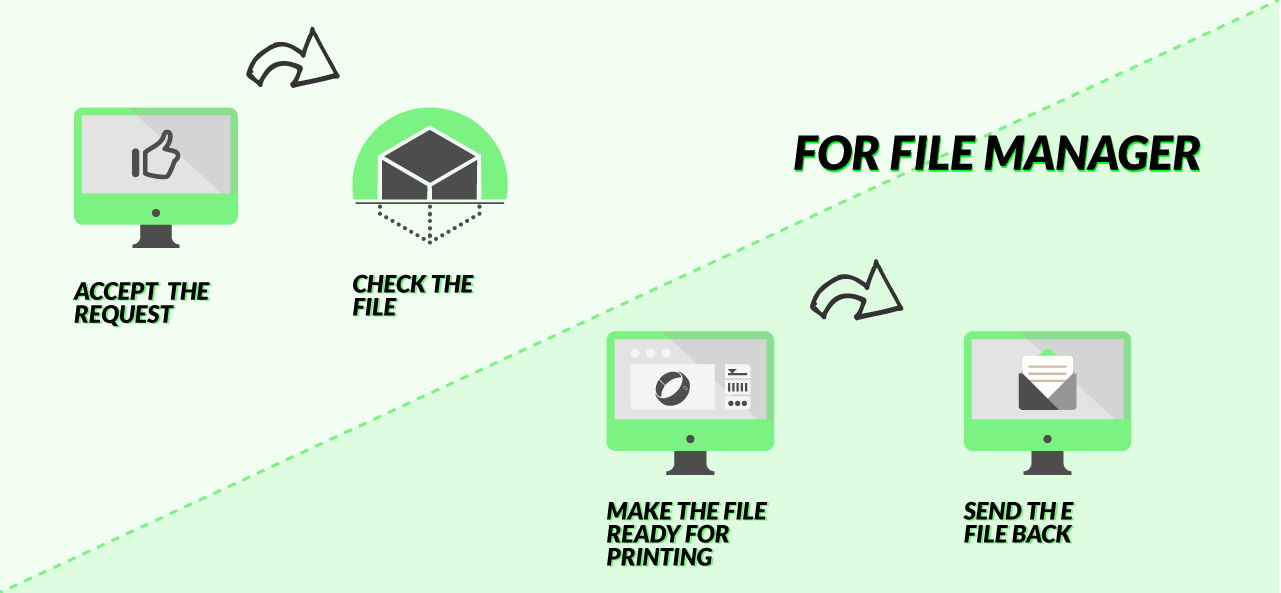 FOR FILE MANAGER
ACCEPT THE
REQUEST
CHECK THE
FILE
MAKE THE FILE
READY FOR
PRINTING
SEND TH E
FILE BACK